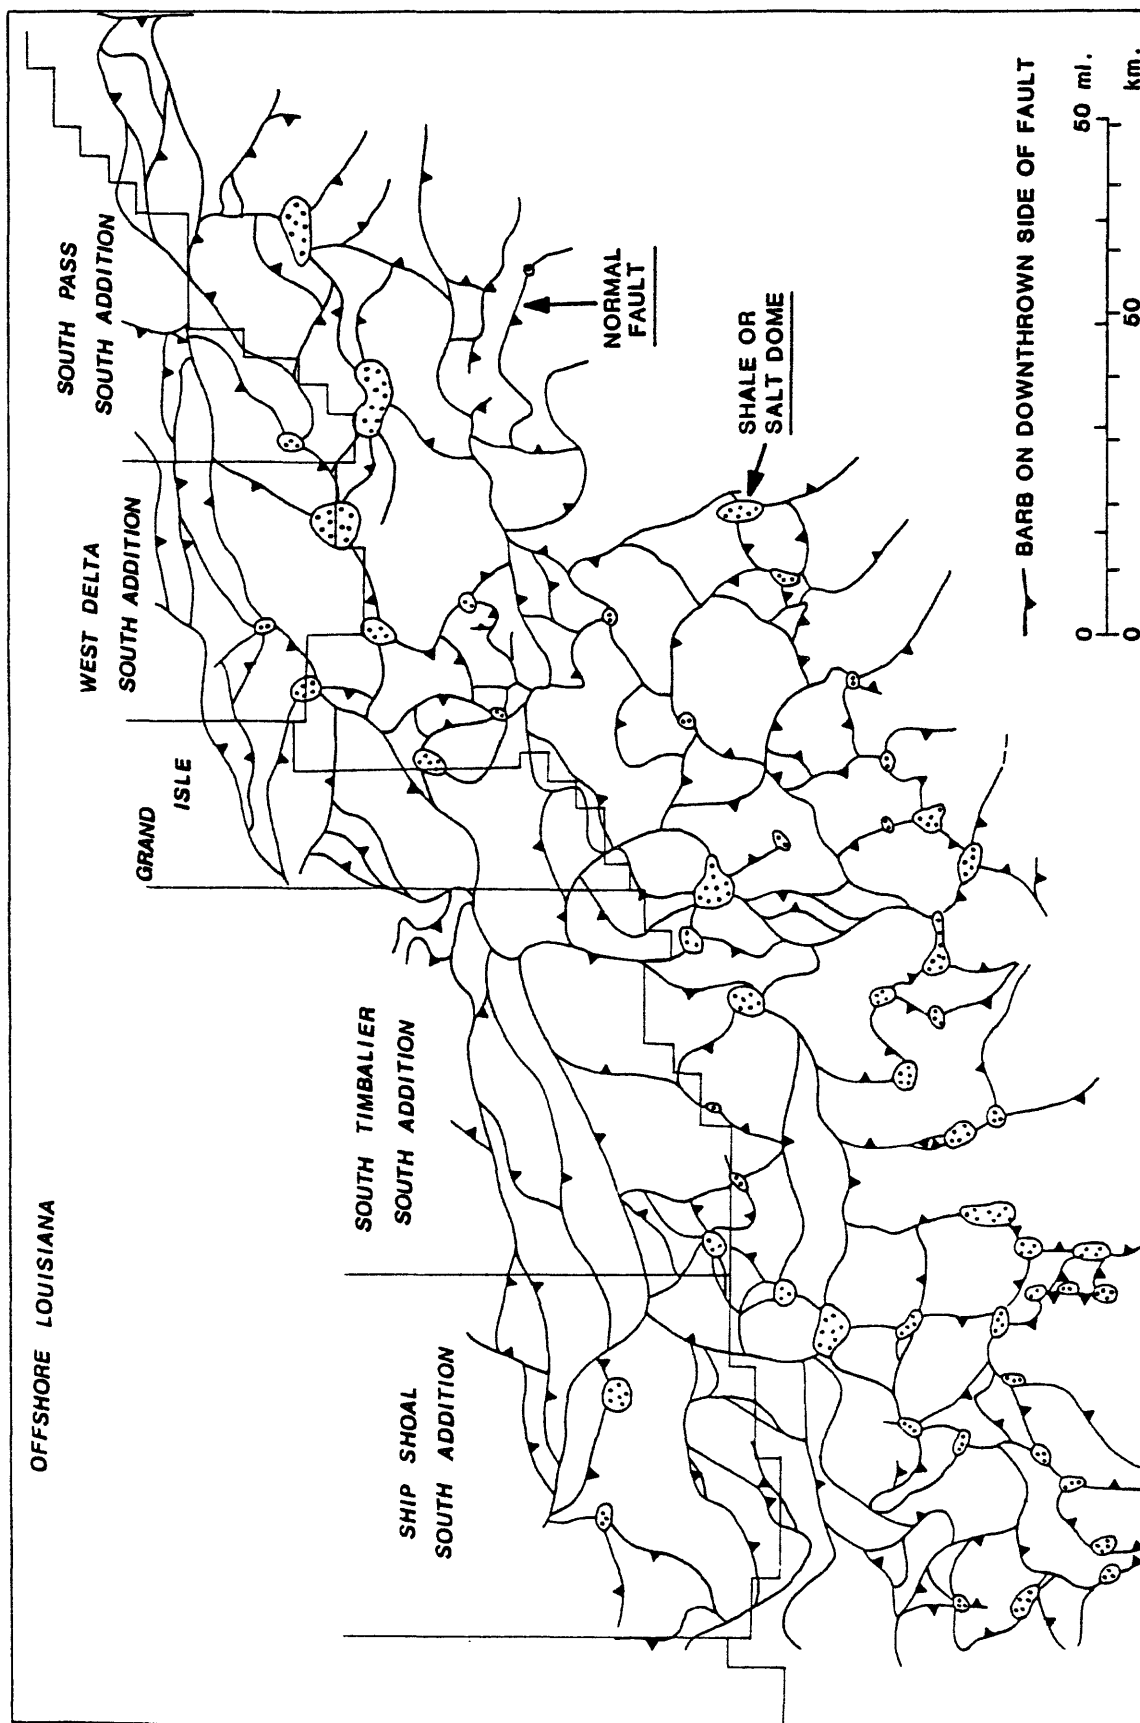 OFFSHORE LOUISIANA
SHIP SHOAL
SOUTH ADDITION
SOUTH TIMBALIER
SOUTH ADDITION
GRAND
ISLE
WEST DELTA
SOUTH ADDITION
SOUTH PASS
SOUTH ADDITION
NORMAL
FAULT
SHALE OR
SALT DOME
BARB ON DOWNTHROWN SIDE OF FAULT
0 50 mi.
0 50 km.